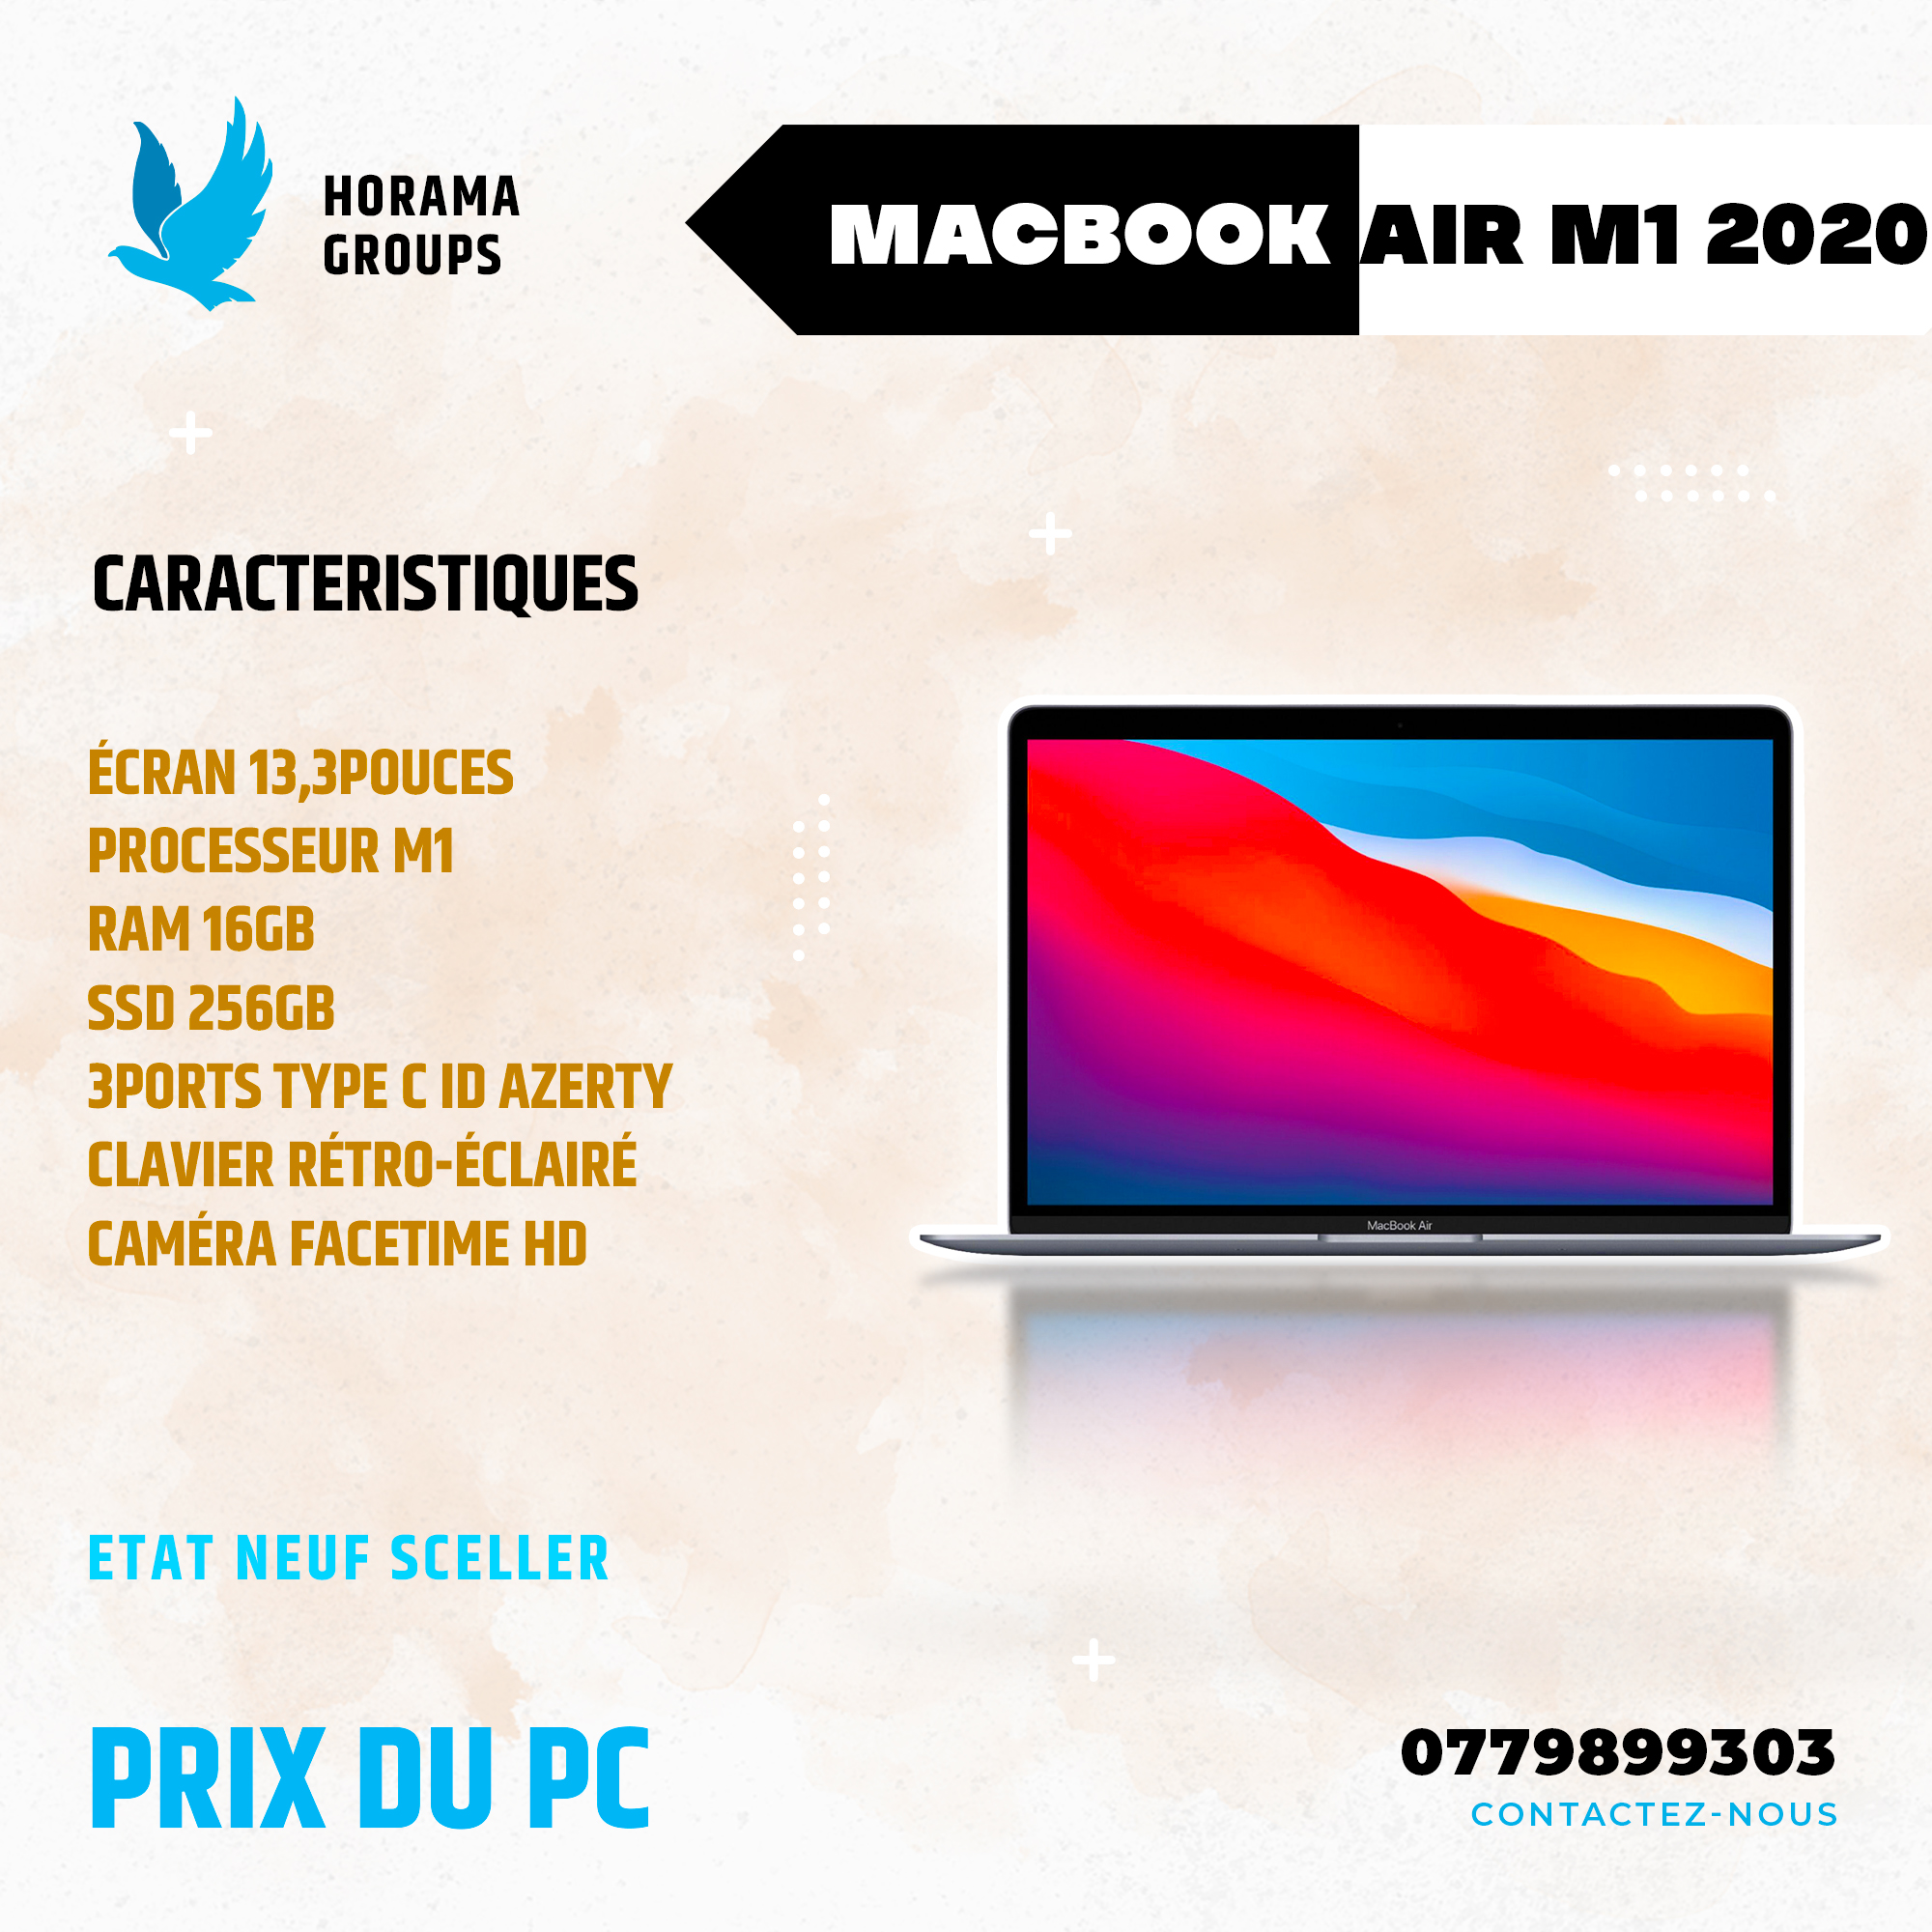 HORAMA
GROUPS
MACBOOK AIR M1 2020
CARACTERISTIQUES
ÉCRAN 13,3POUCES
PROCESSEUR M1
RAM 16GB
SSD 256GB
3PORTS TYPE C ID AZERTY
CLAVIER RÉTRO-ÉCLAIRÉ
CAMÉRA FACETIME HD
MacBook Air
ETAT NEUF SCELLER
PRIX DU PC
0779899303
CONTACTEZ-NOUS